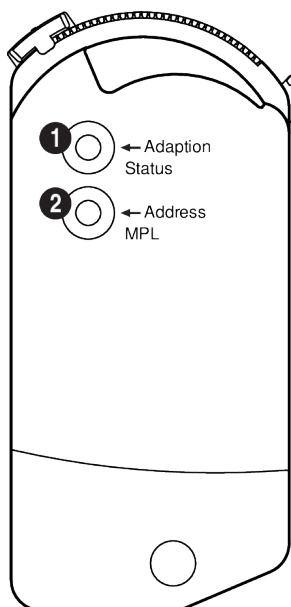 1 ← Adaption
Status
2 ← Address
MPL